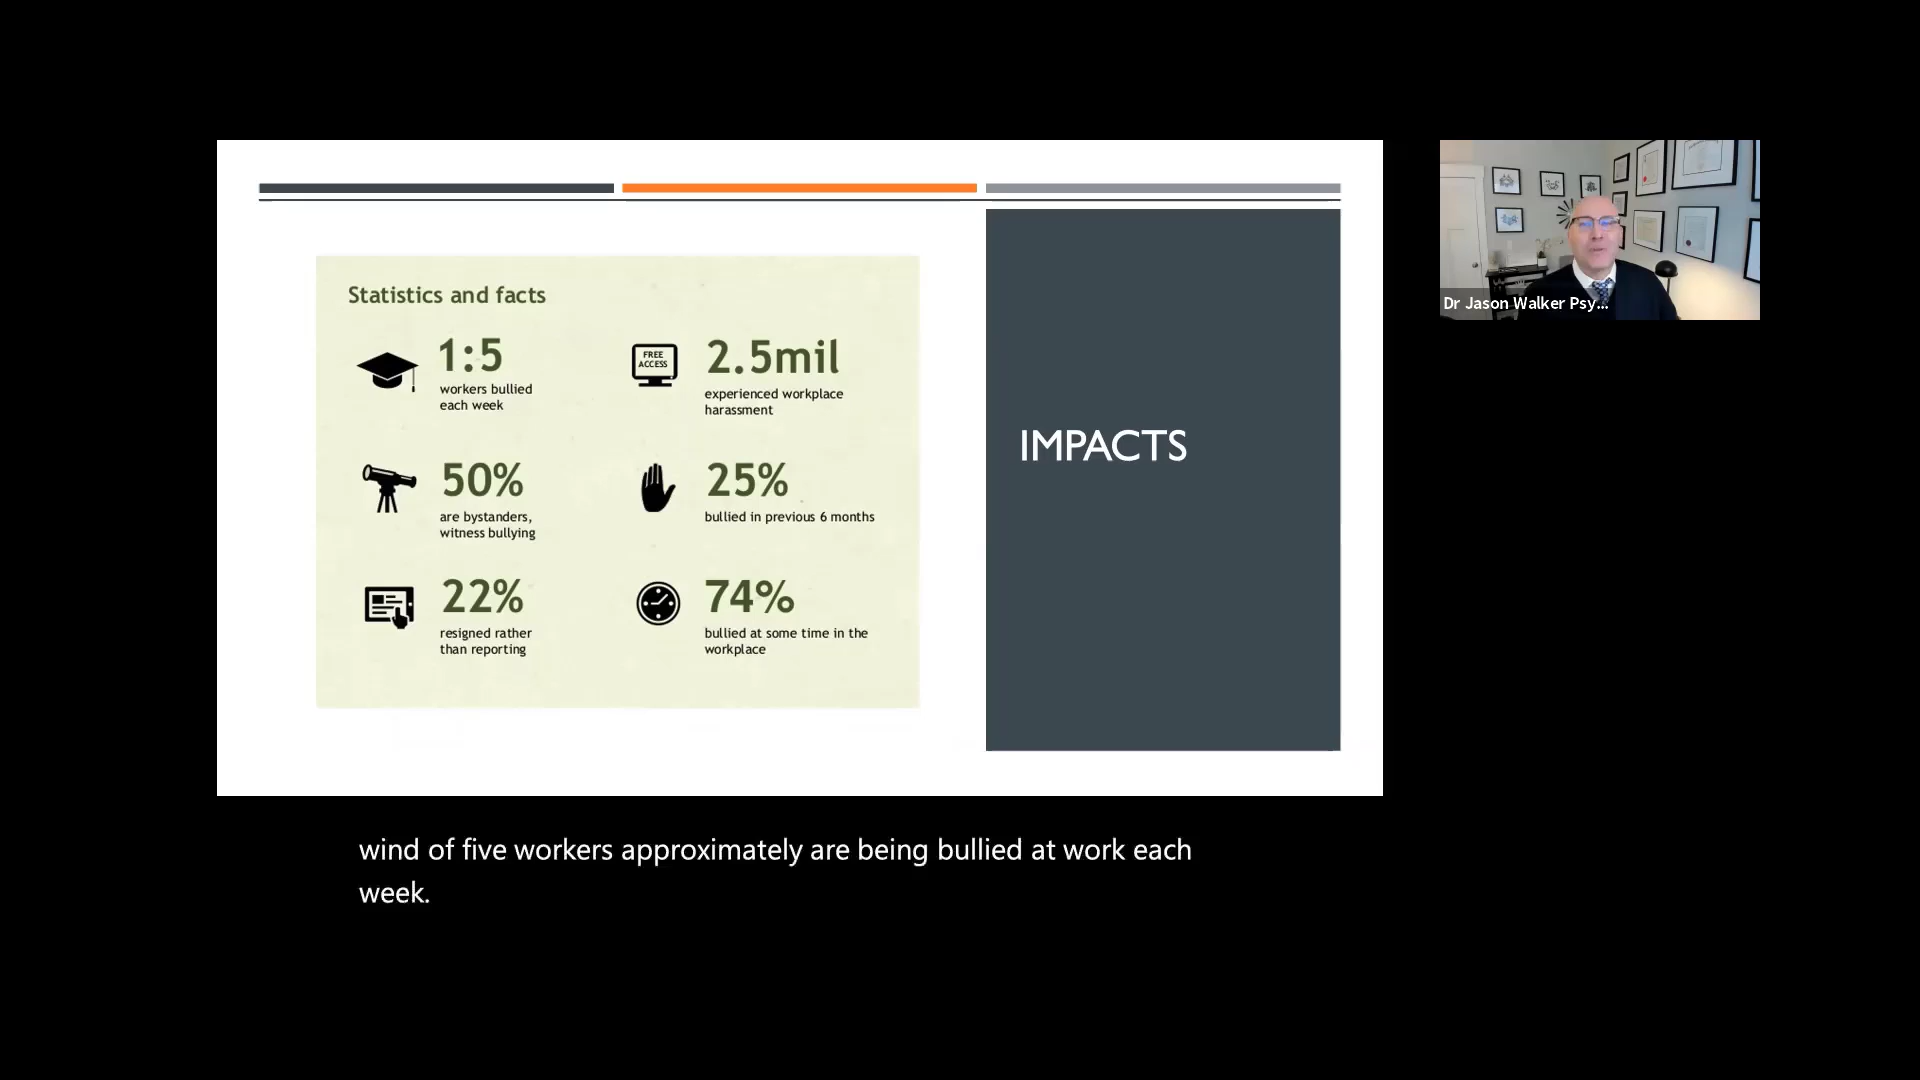 Statistics and facts
1:5
workers bullied
each week
FREE
ACCESS
2.5mil
experienced workplace
harassment
50%
are bystanders,
witness bullying
25%
bullied in previous 6 months
22%
resigned rather
than reporting
74%
bullied at some time in the
workplace
IMPACTS
Dr Jason Walker Psy...
wind of five workers approximately are being bullied at work each
week.